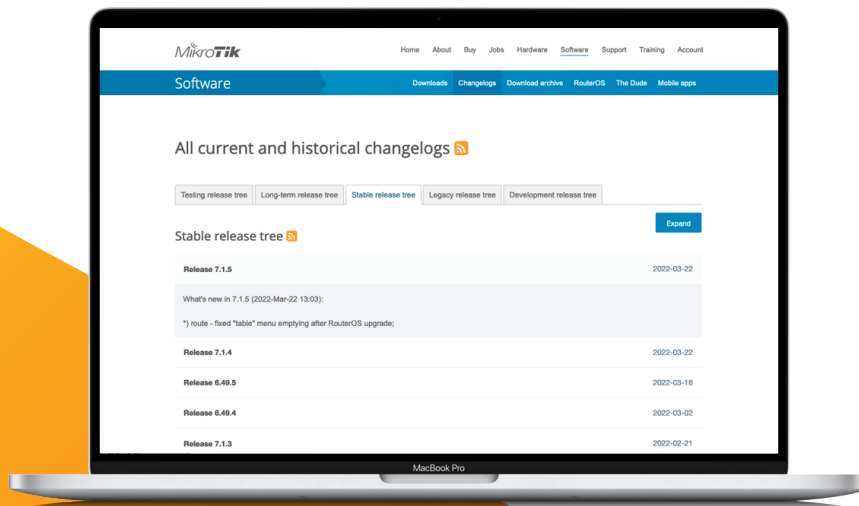 MikroTik
Home About Buy Jobs Hardware Software Support Training Account
Software
Downloads Changelogs Download archive RouterOS The Dude Mobile apps
All current and historical changelogs
Testing release tree Long-term release tree Stable release tree Legacy release tree Development release tree
Expand
Stable release tree
Release 7.1.5 2022-03-22
What's new in 7.1.5 (2022-Mar-22 13:03):
*) route - fixed "table" menu emptying after RouterOS upgrade;
Release 7.1.4 2022-03-22
Release 6.49.5 2022-03-16
Release 6.49.4 2022-03-02
Release 7.1.3 2022-02-21
MacBook Pro